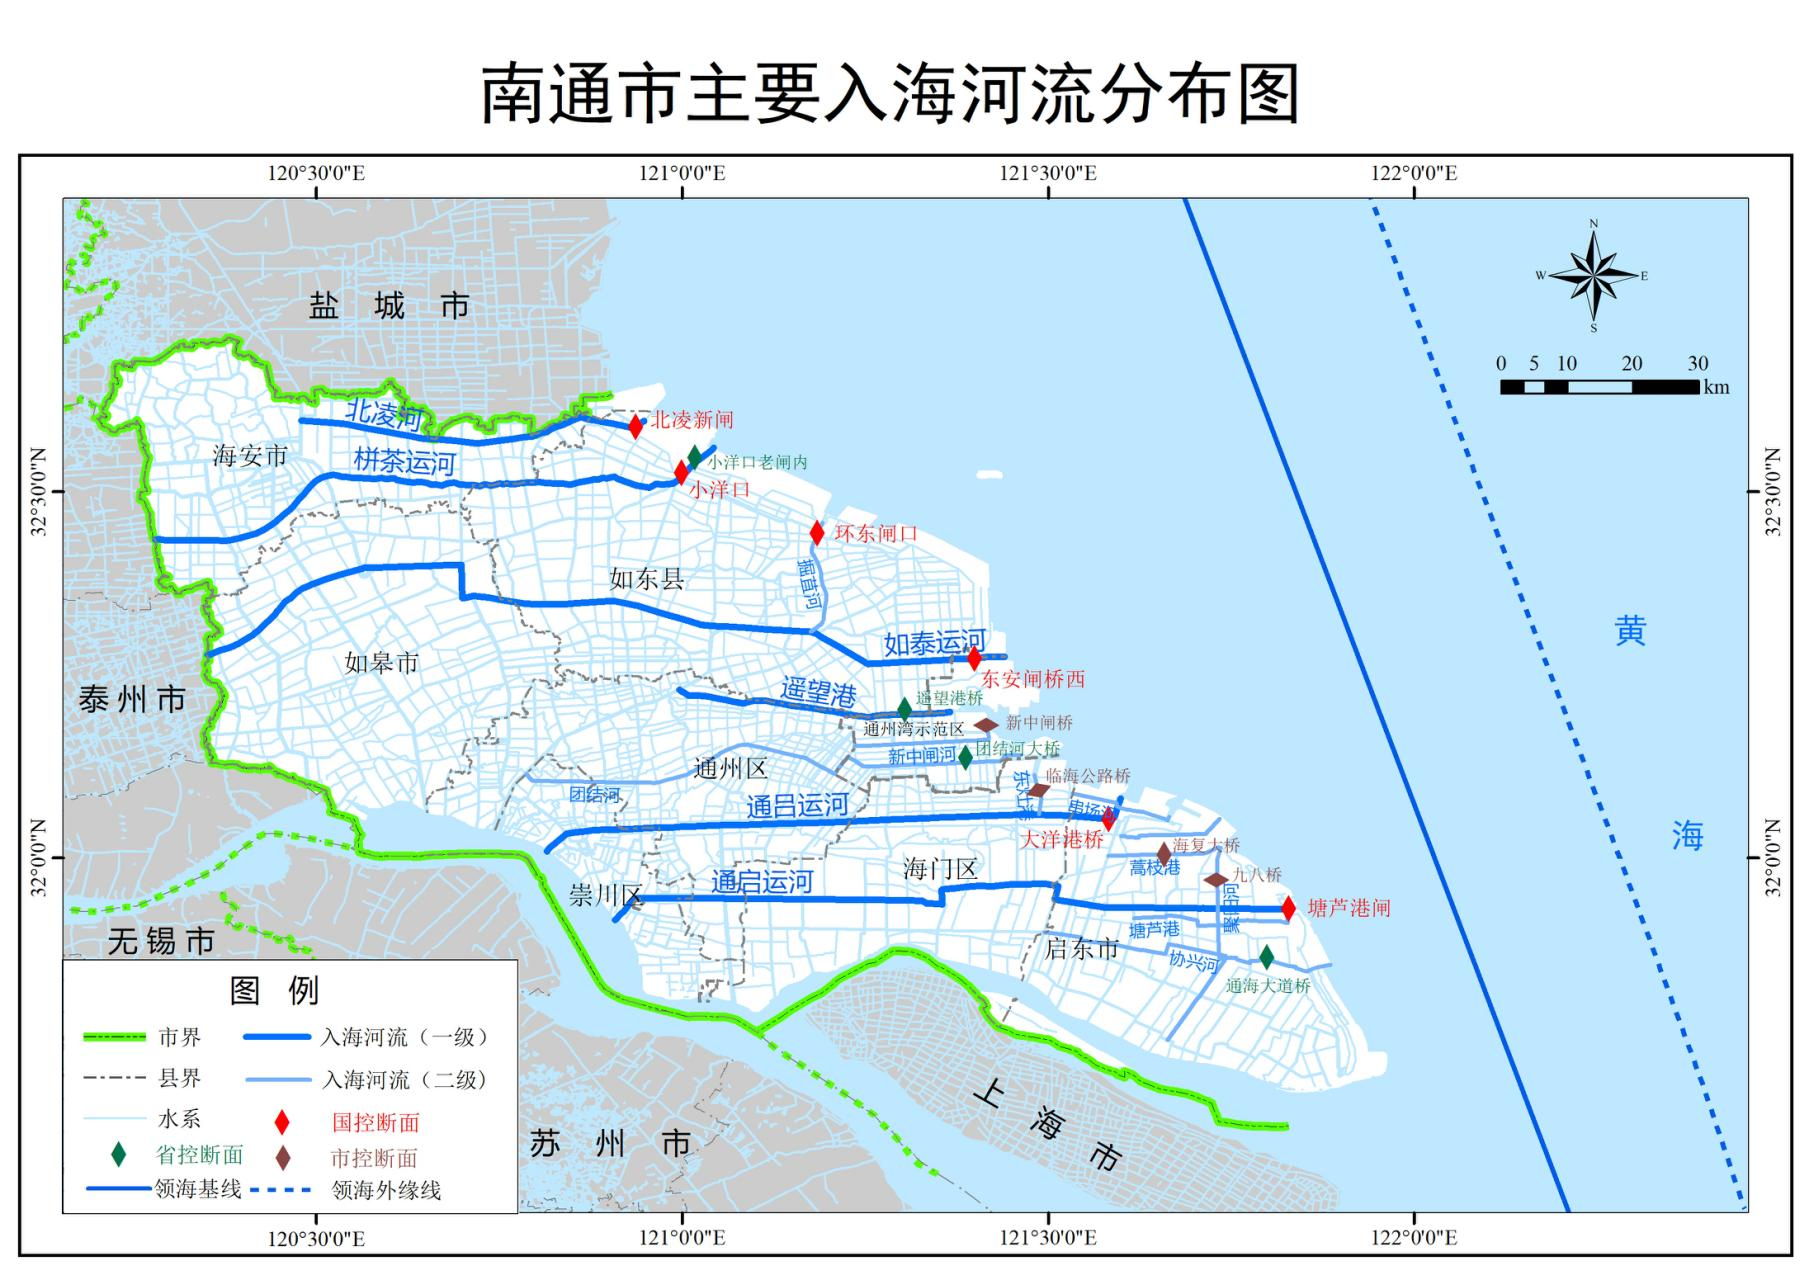 南通市主要入海河流分布图
120°30'0"E
121°0'0"E
121°30'0"E
122°0'0"E
N
W
E
S
0 5 10 20 30
km
盐 城 市
北凌河
北凌新闸
海安市
栟茶运河
小洋口老闸内
小洋口
32°30'0"N
32°30'0"N
环东闸口
掘苴河
如东县
如泰运河
黄
如皋市
东安闸桥西
泰州市
遥望港
遥望港桥
新中闸桥
通州湾示范区
新中闸河
团结河大桥
通州区
团结河
临海公路桥
通吕运河
串场河
大洋港桥
海
海复大桥
蒿枝港
32°0'0"N
32°0'0"N
海门区
九八桥
通启运河
崇川区
塘芦港闸
塘芦港
无锡市
启东市
协兴河
通海大道桥
图 例
市界
入海河流（一级）
县界
入海河流（二级）
水系
国控断面
省控断面
市控断面
领海基线
领海外缘线
苏 州 市
上 海 市
120°30'0"E
121°0'0"E
121°30'0"E
122°0'0"E